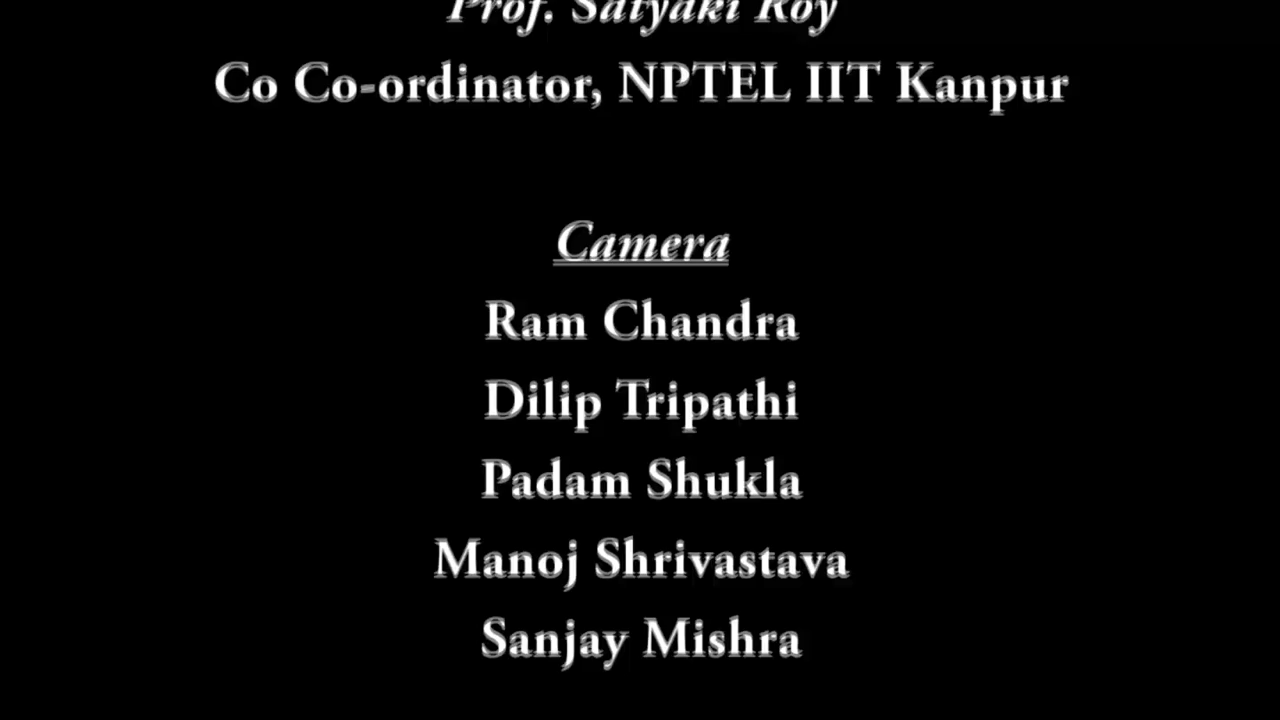 Prof. Satyaki Roy
Co Co-ordinator, NPTEL IIT Kanpur
Camera
Ram Chandra
Dilip Tripathi
Padam Shukla
Manoj Shrivastava
Sanjay Mishra